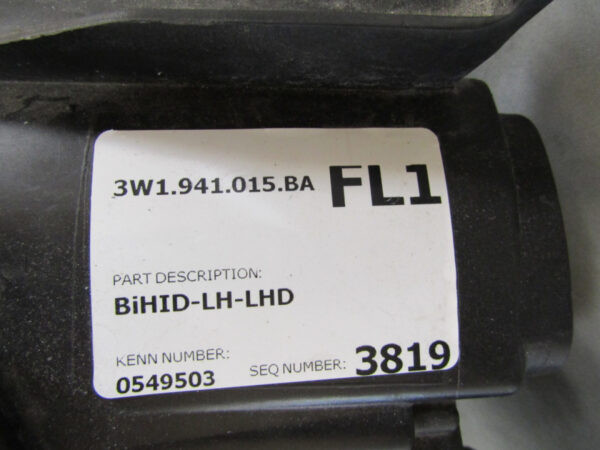 3W1.941.015.BA FL1
PART DESCRIPTION:
BiHID-LH-LHD
KENN NUMBER:
0549503
SEQ NUMBER: 3819